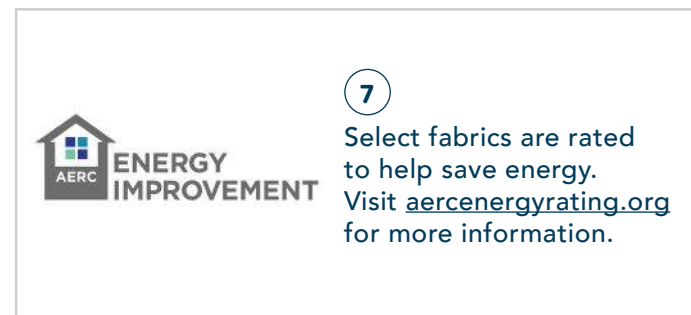 AERC
ENERGY
IMPROVEMENT
7
Select fabrics are rated
to help save energy.
Visit aercenergyrating.org
for more information.